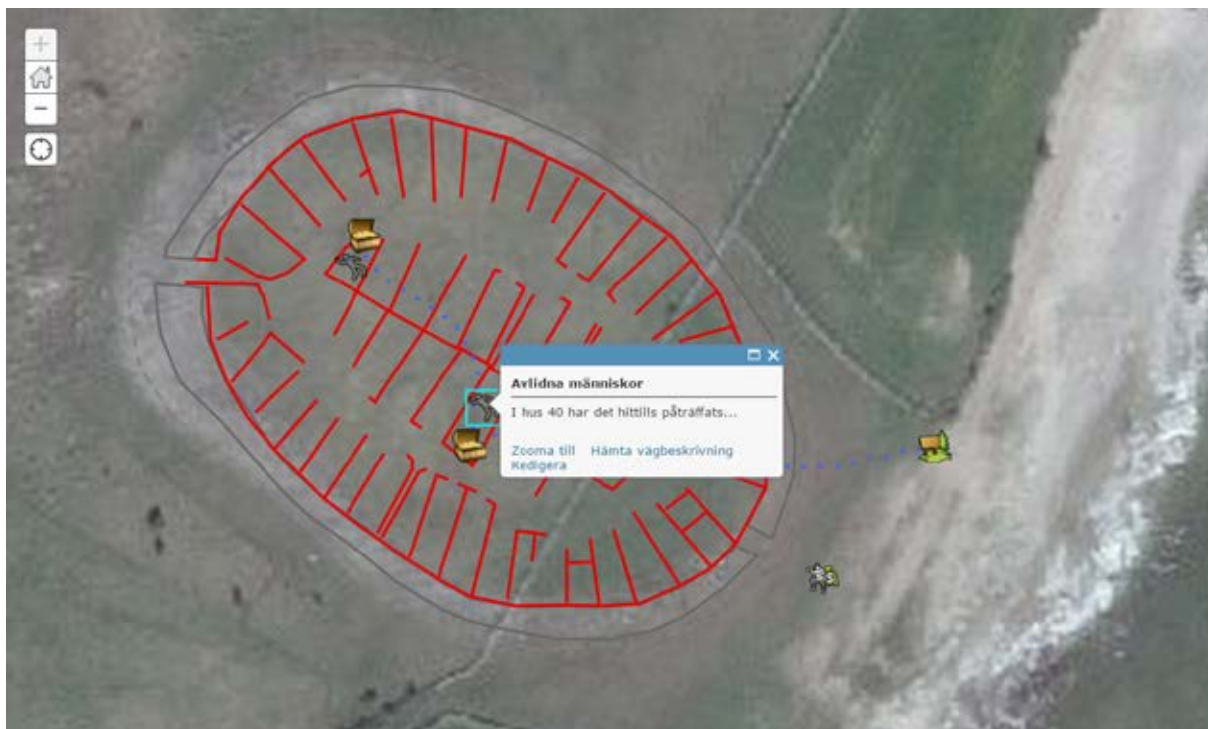 +
−
Avlidna människor
I hus 40 har det hittills påträffats...
Zooma till Hämta vägbeskrivning
Redigera